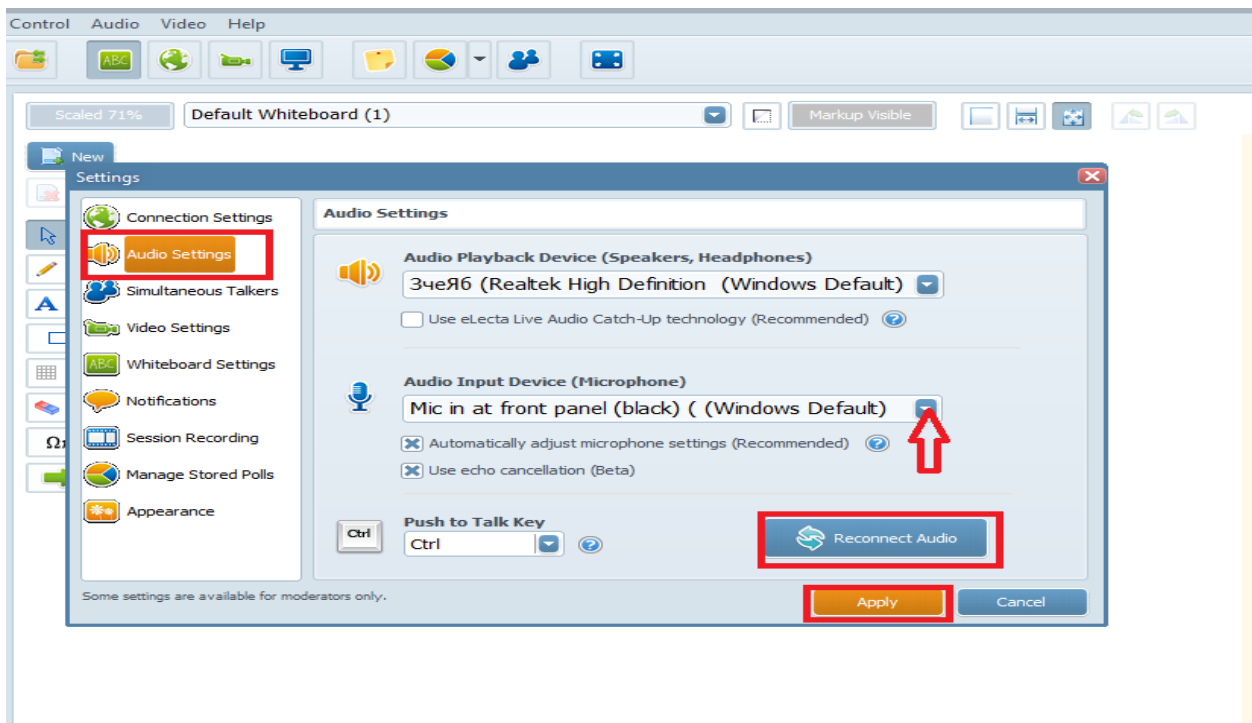 Control Audio Video Help
ABC
Scaled 71% Default Whiteboard (1) Markup Visible
New
Settings
Connection Settings
Audio Settings
Simultaneous Talkers
Video Settings
ABC Whiteboard Settings
Notifications
Session Recording
Manage Stored Polls
Appearance
Audio Settings
Audio Playback Device (Speakers, Headphones)
ЗчеЯб (Realtek High Definition (Windows Default)
Use eLecta Live Audio Catch-Up technology (Recommended) ?
Audio Input Device (Microphone)
Mic in at front panel (black) ( (Windows Default)
Automatically adjust microphone settings (Recommended) ?
Use echo cancellation (Beta)
Ctrl
Push to Talk Key
Ctrl ?
Reconnect Audio
Some settings are available for moderators only.
Apply Cancel
A